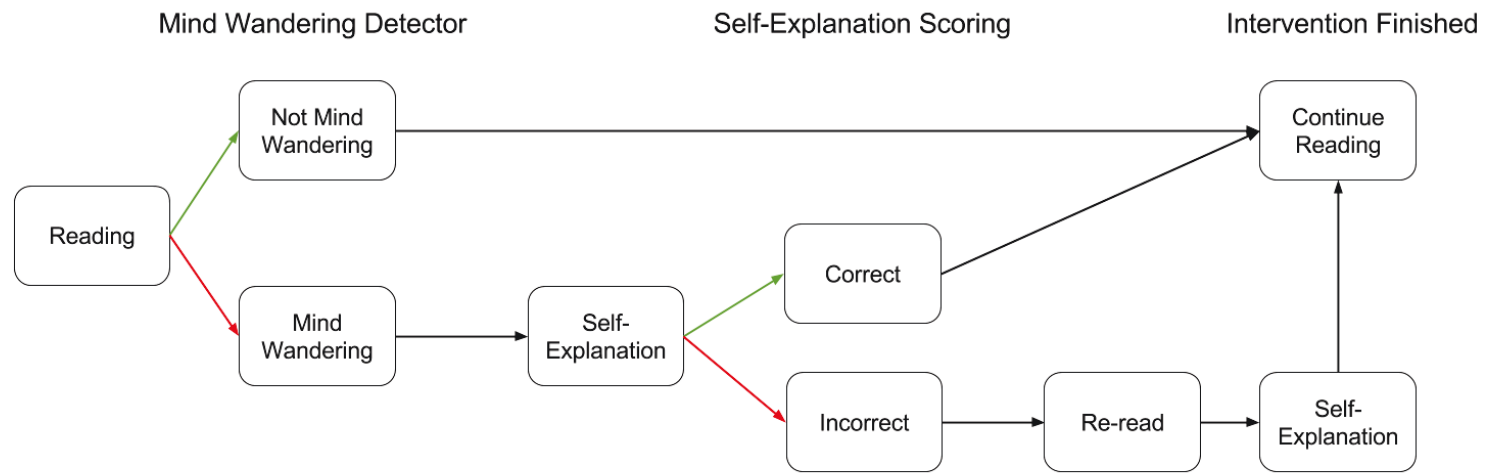 Mind Wandering Detector
Self-Explanation Scoring
Intervention Finished
Not Mind
Wandering
Continue
Reading
Reading
Correct
Mind
Wandering
Self-
Explanation
Incorrect
Re-read
Self-
Explanation